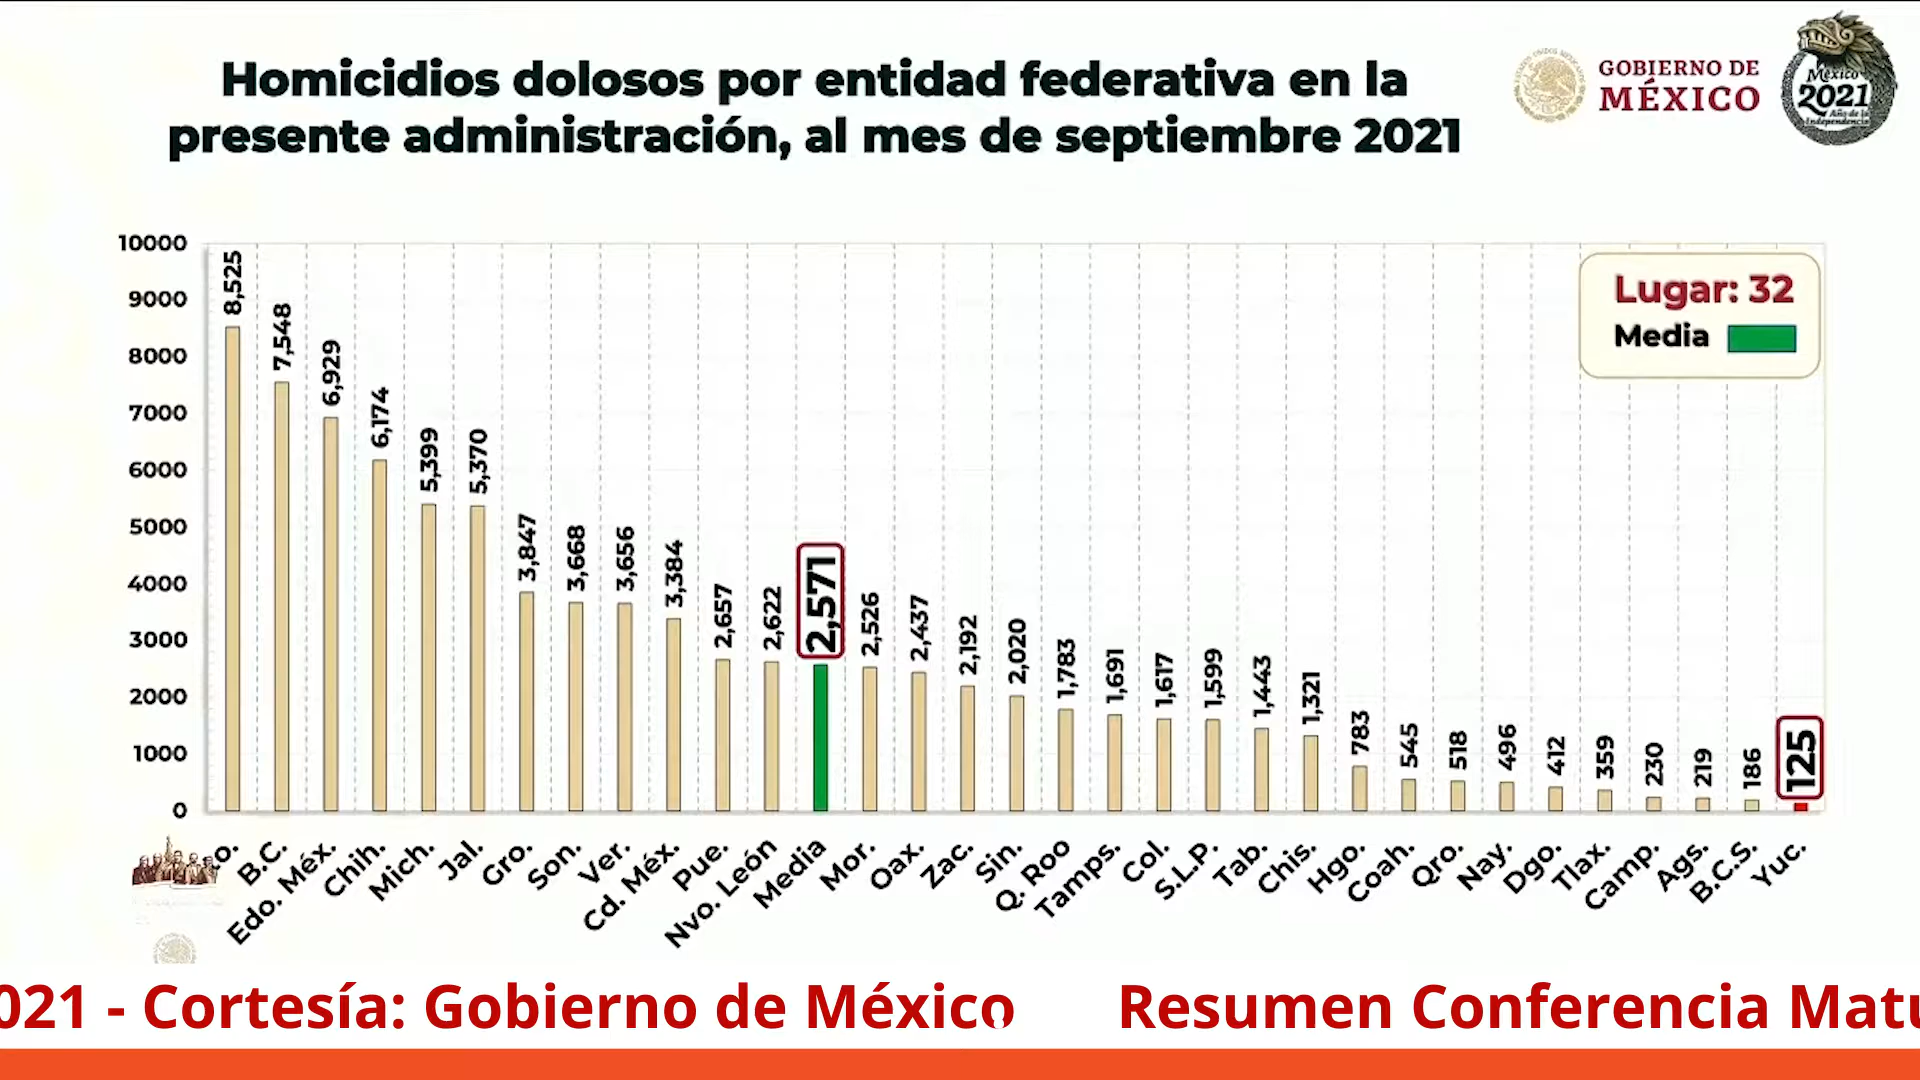 Homicidios dolosos por entidad federativa en la
presente administración, al mes de septiembre 2021
GOBIERNO DE
MÉXICO
México
2021
Año de la
Independencia
Lugar: 32
Media
10000
9000
8000
7000
6000
5000
4000
3000
2000
1000
0
8,525
7,548
6,929
6,174
5,399
5,370
3,847
3,668
3,656
3,384
2,657
2,622
2,571
2,526
2,437
2,192
2,020
1,783
1,691
1,617
1,599
1,443
1,321
783
545
518
496
412
359
230
219
186
125
to.
B.C.
Edo. Méx.
Chih.
Mich.
Jal.
Gro.
Son.
Ver.
Cd. Méx.
Pue.
Nvo. León
Media
Mor.
Oax.
Zac.
Sin.
Q. Roo
Tamps.
Col.
S.L.P.
Tab.
Chis.
Hgo.
Coah.
Qro.
Nay.
Dgo.
Tlax.
Camp.
Ags.
B.C.S.
Yuc.
021 - Cortesía: Gobierno de México Resumen Conferencia Matu